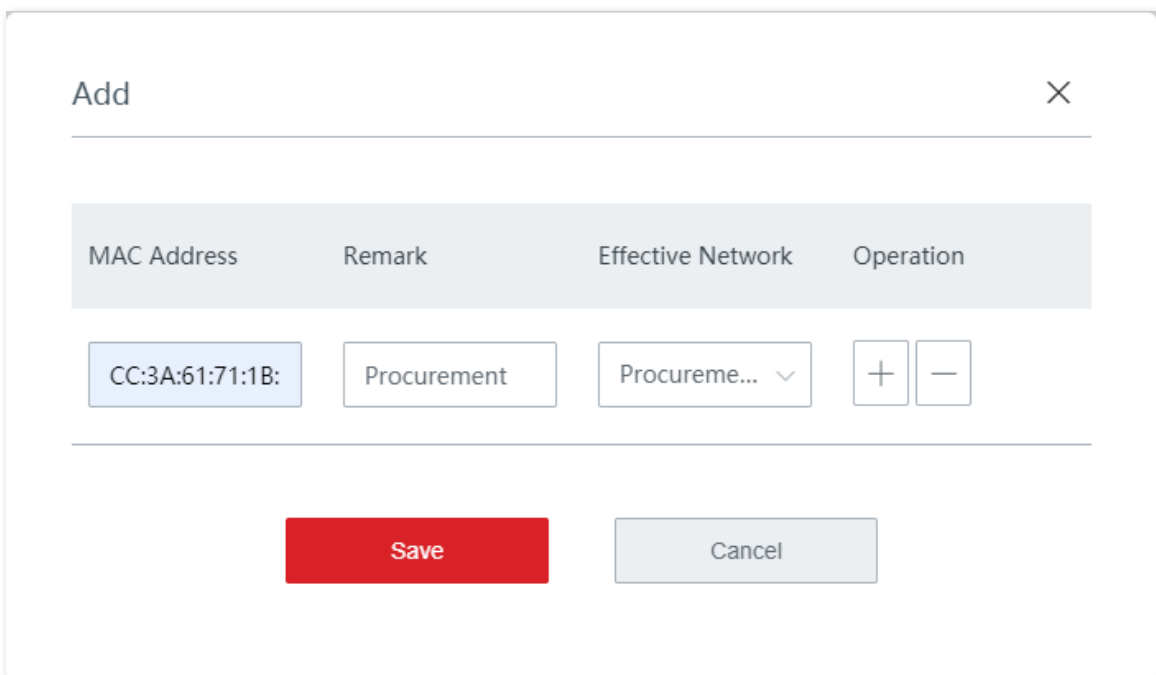 Add
MAC Address Remark Effective Network Operation
CC:3A:61:71:1B: Procurement Procureme...
Save Cancel